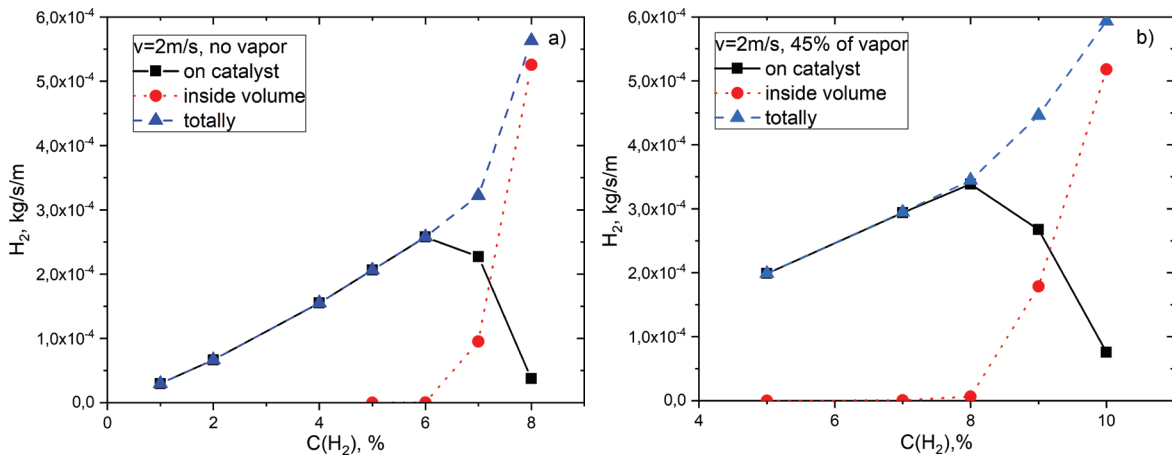 6,0x10⁻⁴
5,0x10⁻⁴
4,0x10⁻⁴
3,0x10⁻⁴
2,0x10⁻⁴
1,0x10⁻⁴
0,0
H₂, kg/s/m
v=2m/s, no vapor
on catalyst
inside volume
totally
a)
0 2 4 6 8 10
C(H₂), %
6,0x10⁻⁴
5,0x10⁻⁴
4,0x10⁻⁴
3,0x10⁻⁴
2,0x10⁻⁴
1,0x10⁻⁴
0,0
H₂, kg/s/m
v=2m/s, 45% of vapor
on catalyst
inside volume
totally
b)
4 6 8 10
C(H₂),%